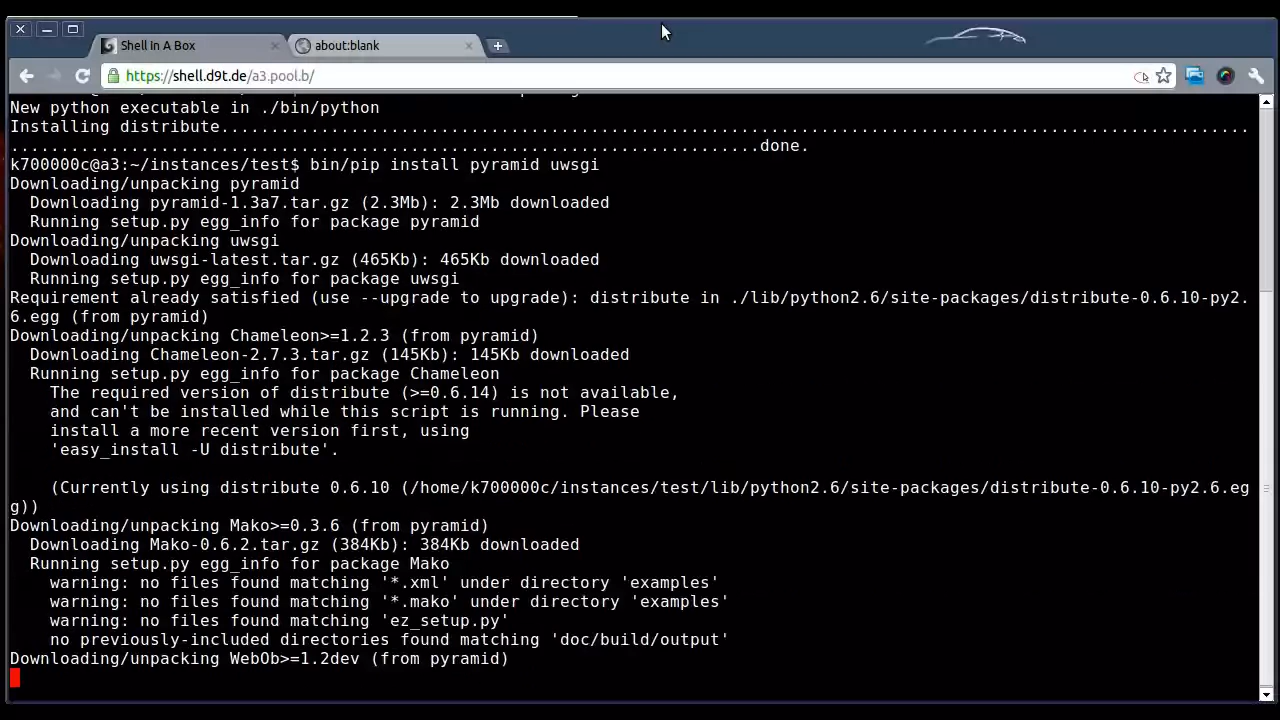 Shell In A Box
about:blank
https://shell.d9t.de/a3.pool.b/
New python executable in ./bin/python
Installing distribute.......................................................................................................
...........................................................................done.
k700000c@a3:~/instances/test$ bin/pip install pyramid uwsgi
Downloading/unpacking pyramid
  Downloading pyramid-1.3a7.tar.gz (2.3Mb): 2.3Mb downloaded
  Running setup.py egg_info for package pyramid
Downloading/unpacking uwsgi
  Downloading uwsgi-latest.tar.gz (465Kb): 465Kb downloaded
  Running setup.py egg_info for package uwsgi
Requirement already satisfied (use --upgrade to upgrade): distribute in ./lib/python2.6/site-packages/distribute-0.6.10-py2.
6.egg (from pyramid)
Downloading/unpacking Chameleon>=1.2.3 (from pyramid)
  Downloading Chameleon-2.7.3.tar.gz (145Kb): 145Kb downloaded
  Running setup.py egg_info for package Chameleon
    The required version of distribute (>=0.6.14) is not available,
    and can't be installed while this script is running. Please
    install a more recent version first, using
    'easy_install -U distribute'.
    (Currently using distribute 0.6.10 (/home/k700000c/instances/test/lib/python2.6/site-packages/distribute-0.6.10-py2.6.eg
g))
Downloading/unpacking Mako>=0.3.6 (from pyramid)
  Downloading Mako-0.6.2.tar.gz (384Kb): 384Kb downloaded
  Running setup.py egg_info for package Mako
    warning: no files found matching '*.xml' under directory 'examples'
    warning: no files found matching '*.mako' under directory 'examples'
    warning: no files found matching 'ez_setup.py'
    no previously-included directories found matching 'doc/build/output'
Downloading/unpacking WebOb>=1.2dev (from pyramid)